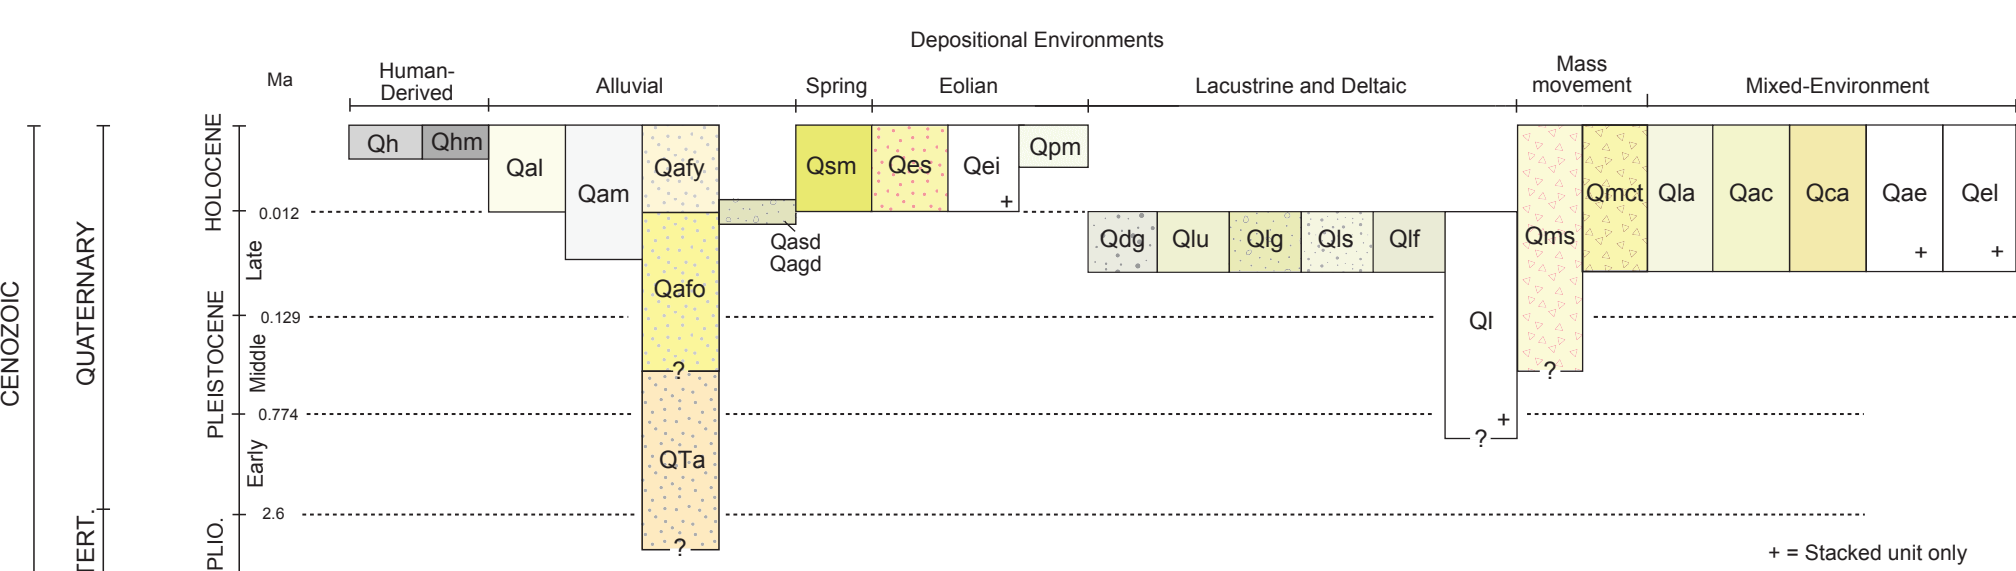 Depositional Environments
Ma
Human-
Derived
Alluvial
Spring
Eolian
Lacustrine and Deltaic
Mass
movement
Mixed-Environment
CENOZOIC
QUATERNARY
TERT.
HOLOCENE
PLEISTOCENE
PLIO.
Late
Middle
Early
0.012
0.129
0.774
2.6
Qh
Qhm
Qal
Qam
Qafy
Qafo
?
QTa
?
Qasd
Qagd
Qsm
Qes
Qei
+
Qpm
Qdg
Qlu
Qlg
Qls
Qlf
Ql
+
?
Qms
?
Qmct
Qla
Qac
Qca
Qae
+
Qel
+
+ = Stacked unit only